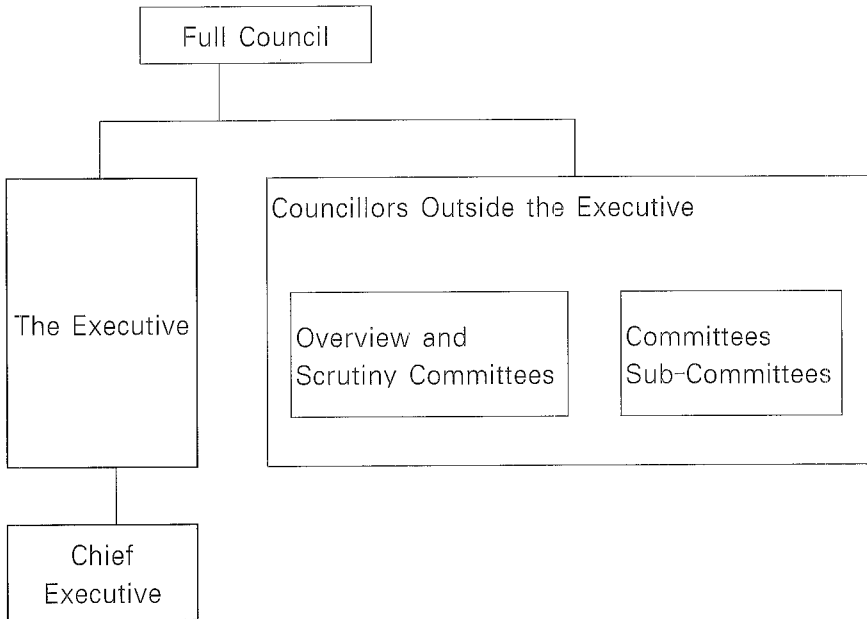 Full Council
The Executive
Councillors Outside the Executive
Overview and
Scrutiny Committees
Committees
Sub-Committees
Chief
Executive